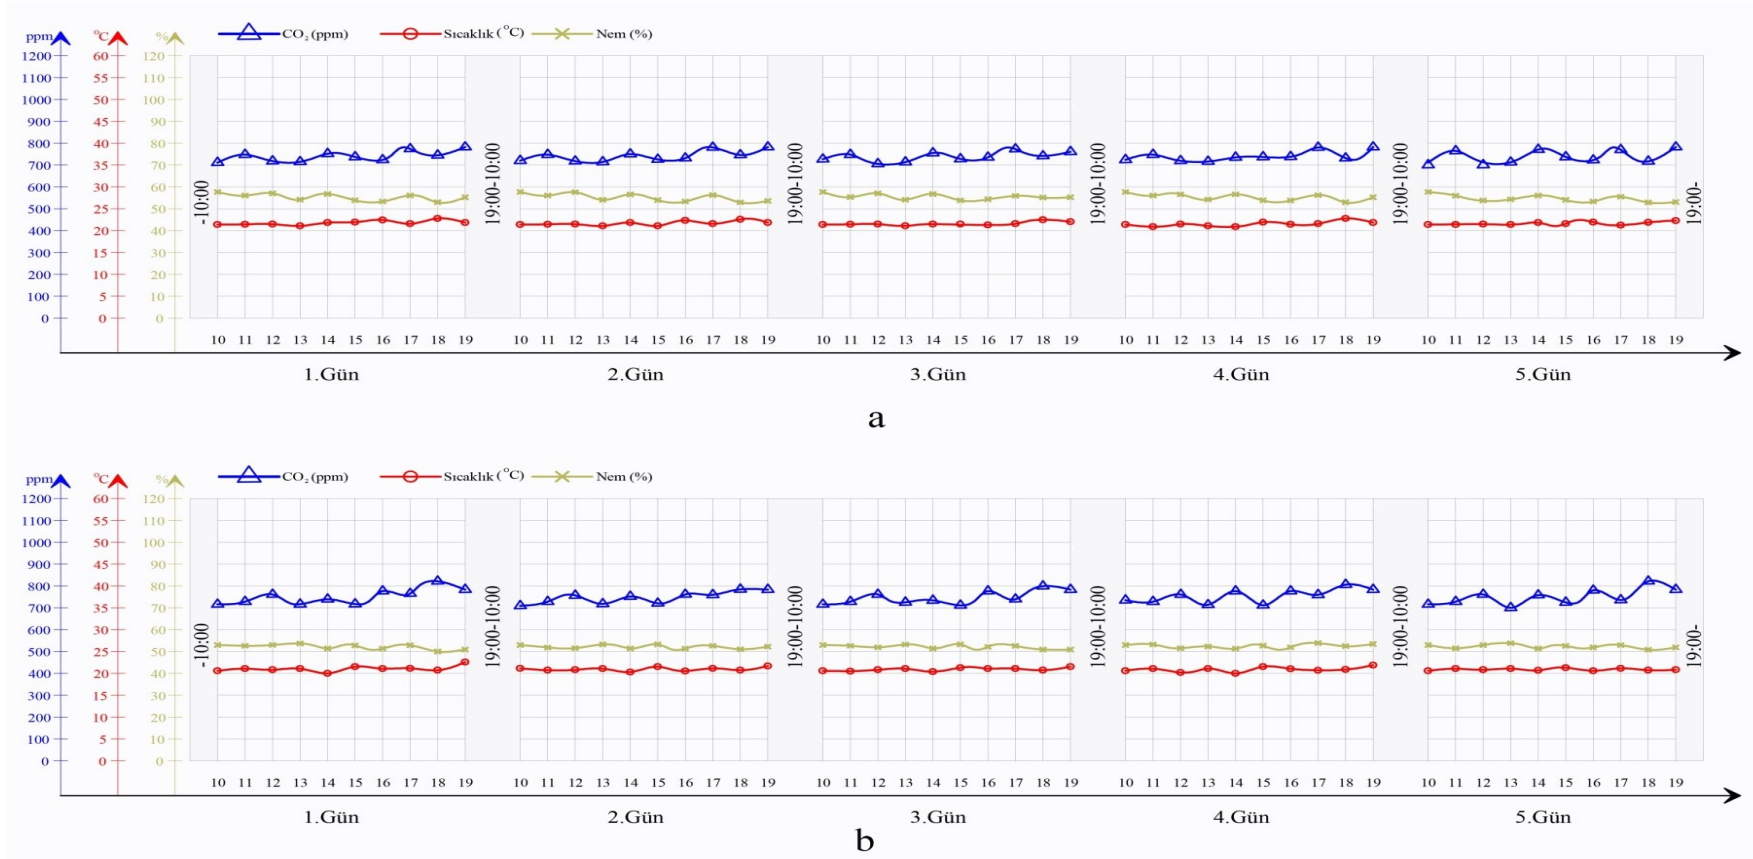 ppm °C % CO₂ (ppm) Sıcaklık (°C) Nem (%)
1200 60 120
1100 55 110
1000 50 100
900 45 90
800 40 80
700 35 70
600 30 60
500 25 50
400 20 40
300 15 30
200 10 20
100 5 10
0 0 0
-10:00 19:00-10:00 19:00-10:00 19:00-10:00 19:00-10:00 19:00-
10 11 12 13 14 15 16 17 18 19 10 11 12 13 14 15 16 17 18 19 10 11 12 13 14 15 16 17 18 19 10 11 12 13 14 15 16 17 18 19 10 11 12 13 14 15 16 17 18 19
1.Gün 2.Gün 3.Gün 4.Gün 5.Gün
a
ppm °C % CO₂ (ppm) Sıcaklık (°C) Nem (%)
1200 60 120
1100 55 110
1000 50 100
900 45 90
800 40 80
700 35 70
600 30 60
500 25 50
400 20 40
300 15 30
200 10 20
100 5 10
0 0 0
-10:00 19:00-10:00 19:00-10:00 19:00-10:00 19:00-10:00 19:00-
10 11 12 13 14 15 16 17 18 19 10 11 12 13 14 15 16 17 18 19 10 11 12 13 14 15 16 17 18 19 10 11 12 13 14 15 16 17 18 19 10 11 12 13 14 15 16 17 18 19
1.Gün 2.Gün 3.Gün 4.Gün 5.Gün
b